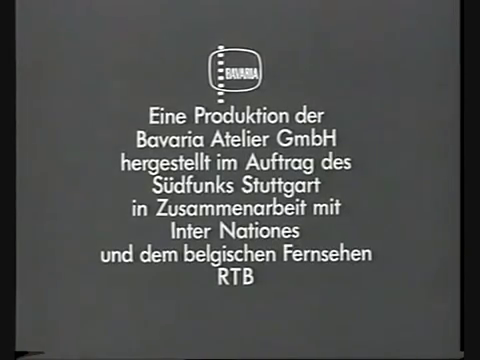 BAVARIA
Eine Produktion der
Bavaria Atelier GmbH
hergestellt im Auftrag des
Südfunks Stuttgart
in Zusammenarbeit mit
Inter Nationes
und dem belgischen Fernsehen
RTB